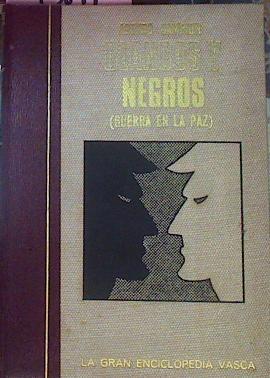 BLANCOS Y
NEGROS
(GUERRA EN LA PAZ)
LA GRAN ENCICLOPEDIA VASCA